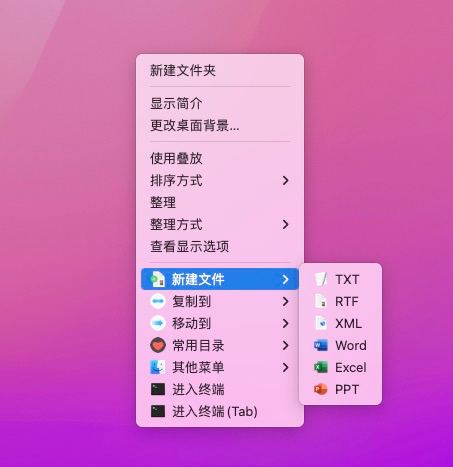 新建文件夹
显示简介
更改桌面背景...
使用叠放
排序方式
整理
整理方式
查看显示选项
新建文件
复制到
移动到
常用目录
其他菜单
进入终端
进入终端(Tab)
TXT
RTF
XML
Word
Excel
PPT